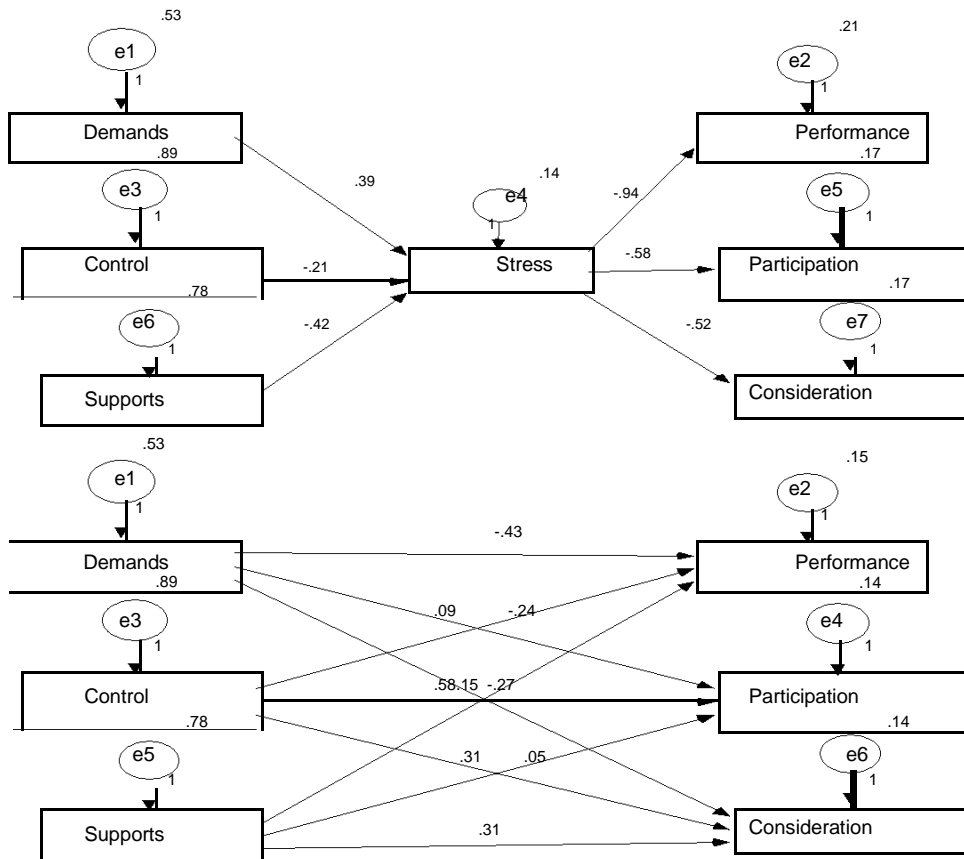 .53
.21
e1
e2
1
1
Demands
Performance
.89
.14
.17
.39
e3
e4
-.94
e5
1
1
1
Control
-.21
Stress
-.58
Participation
.78
.17
e6
-.42
-.52
e7
1
1
Supports
Consideration
.53
.15
e1
e2
1
1
-.43
Demands
Performance
.89
.14
.09
-.24
e3
e4
1
1
Control
.58
.15
-.27
Participation
.78
.14
e5
.31
.05
e6
1
1
Supports
.31
Consideration